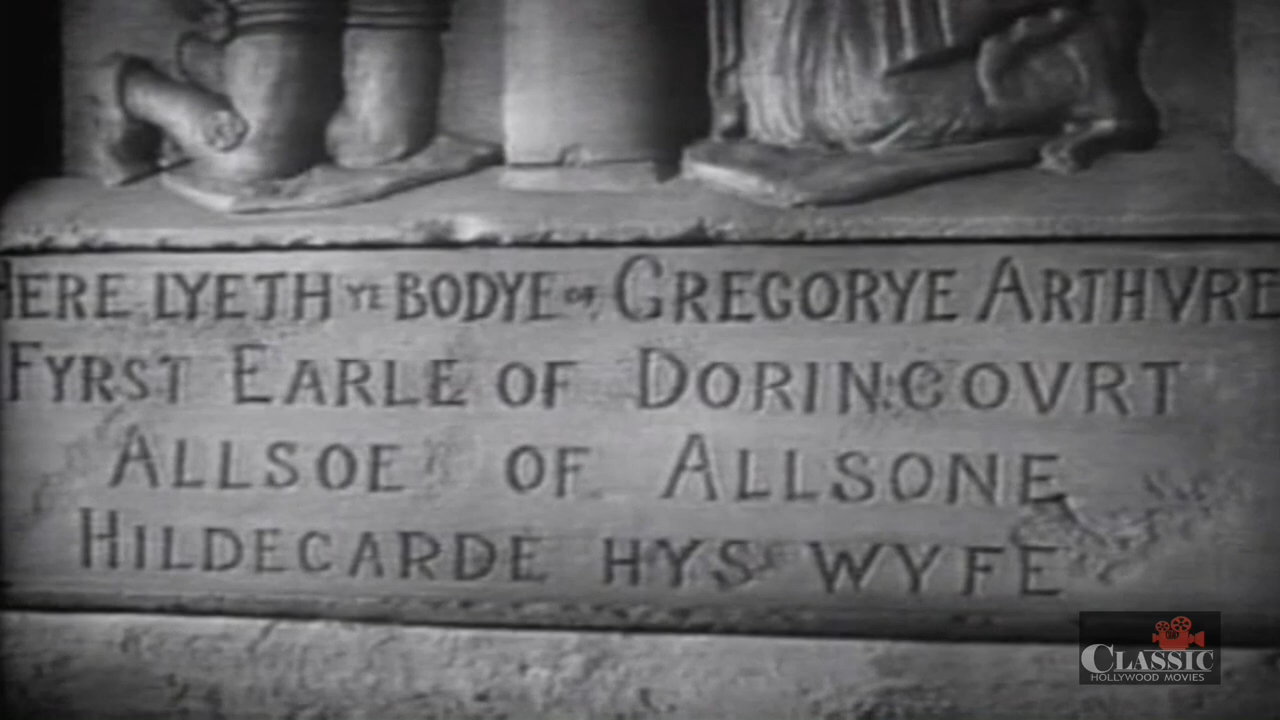 HERE LYETH YE BODYE OF GREGORYE ARTHVRE
FYRST EARLE OF DORINCOVRT
ALLSOE OF ALLSONE
HILDECARDE HYS WYFE
CLASSIC
HOLLYWOOD MOVIES